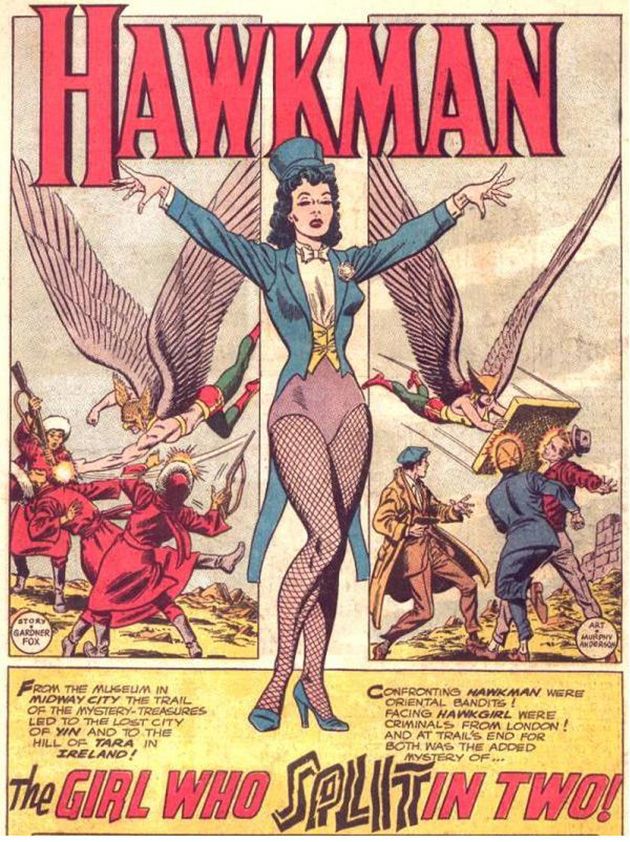 HAWKMAN
STORY
GARDNER
FOX
ART
MURPHY
ANDERSON
FROM THE MUSEUM IN
MIDWAY CITY THE TRAIL
OF THE MYSTERY-TREASURES
LED TO THE LOST CITY
OF YIN AND TO THE
HILL OF TARA IN
IRELAND!
CONFRONTING HAWKMAN WERE
ORIENTAL BANDITS!
FACING HAWKGIRL WERE
CRIMINALS FROM LONDON!
AND AT TRAIL'S END FOR
BOTH WAS THE ADDED
MYSTERY OF...
The GIRL WHO SPLIT IN TWO!